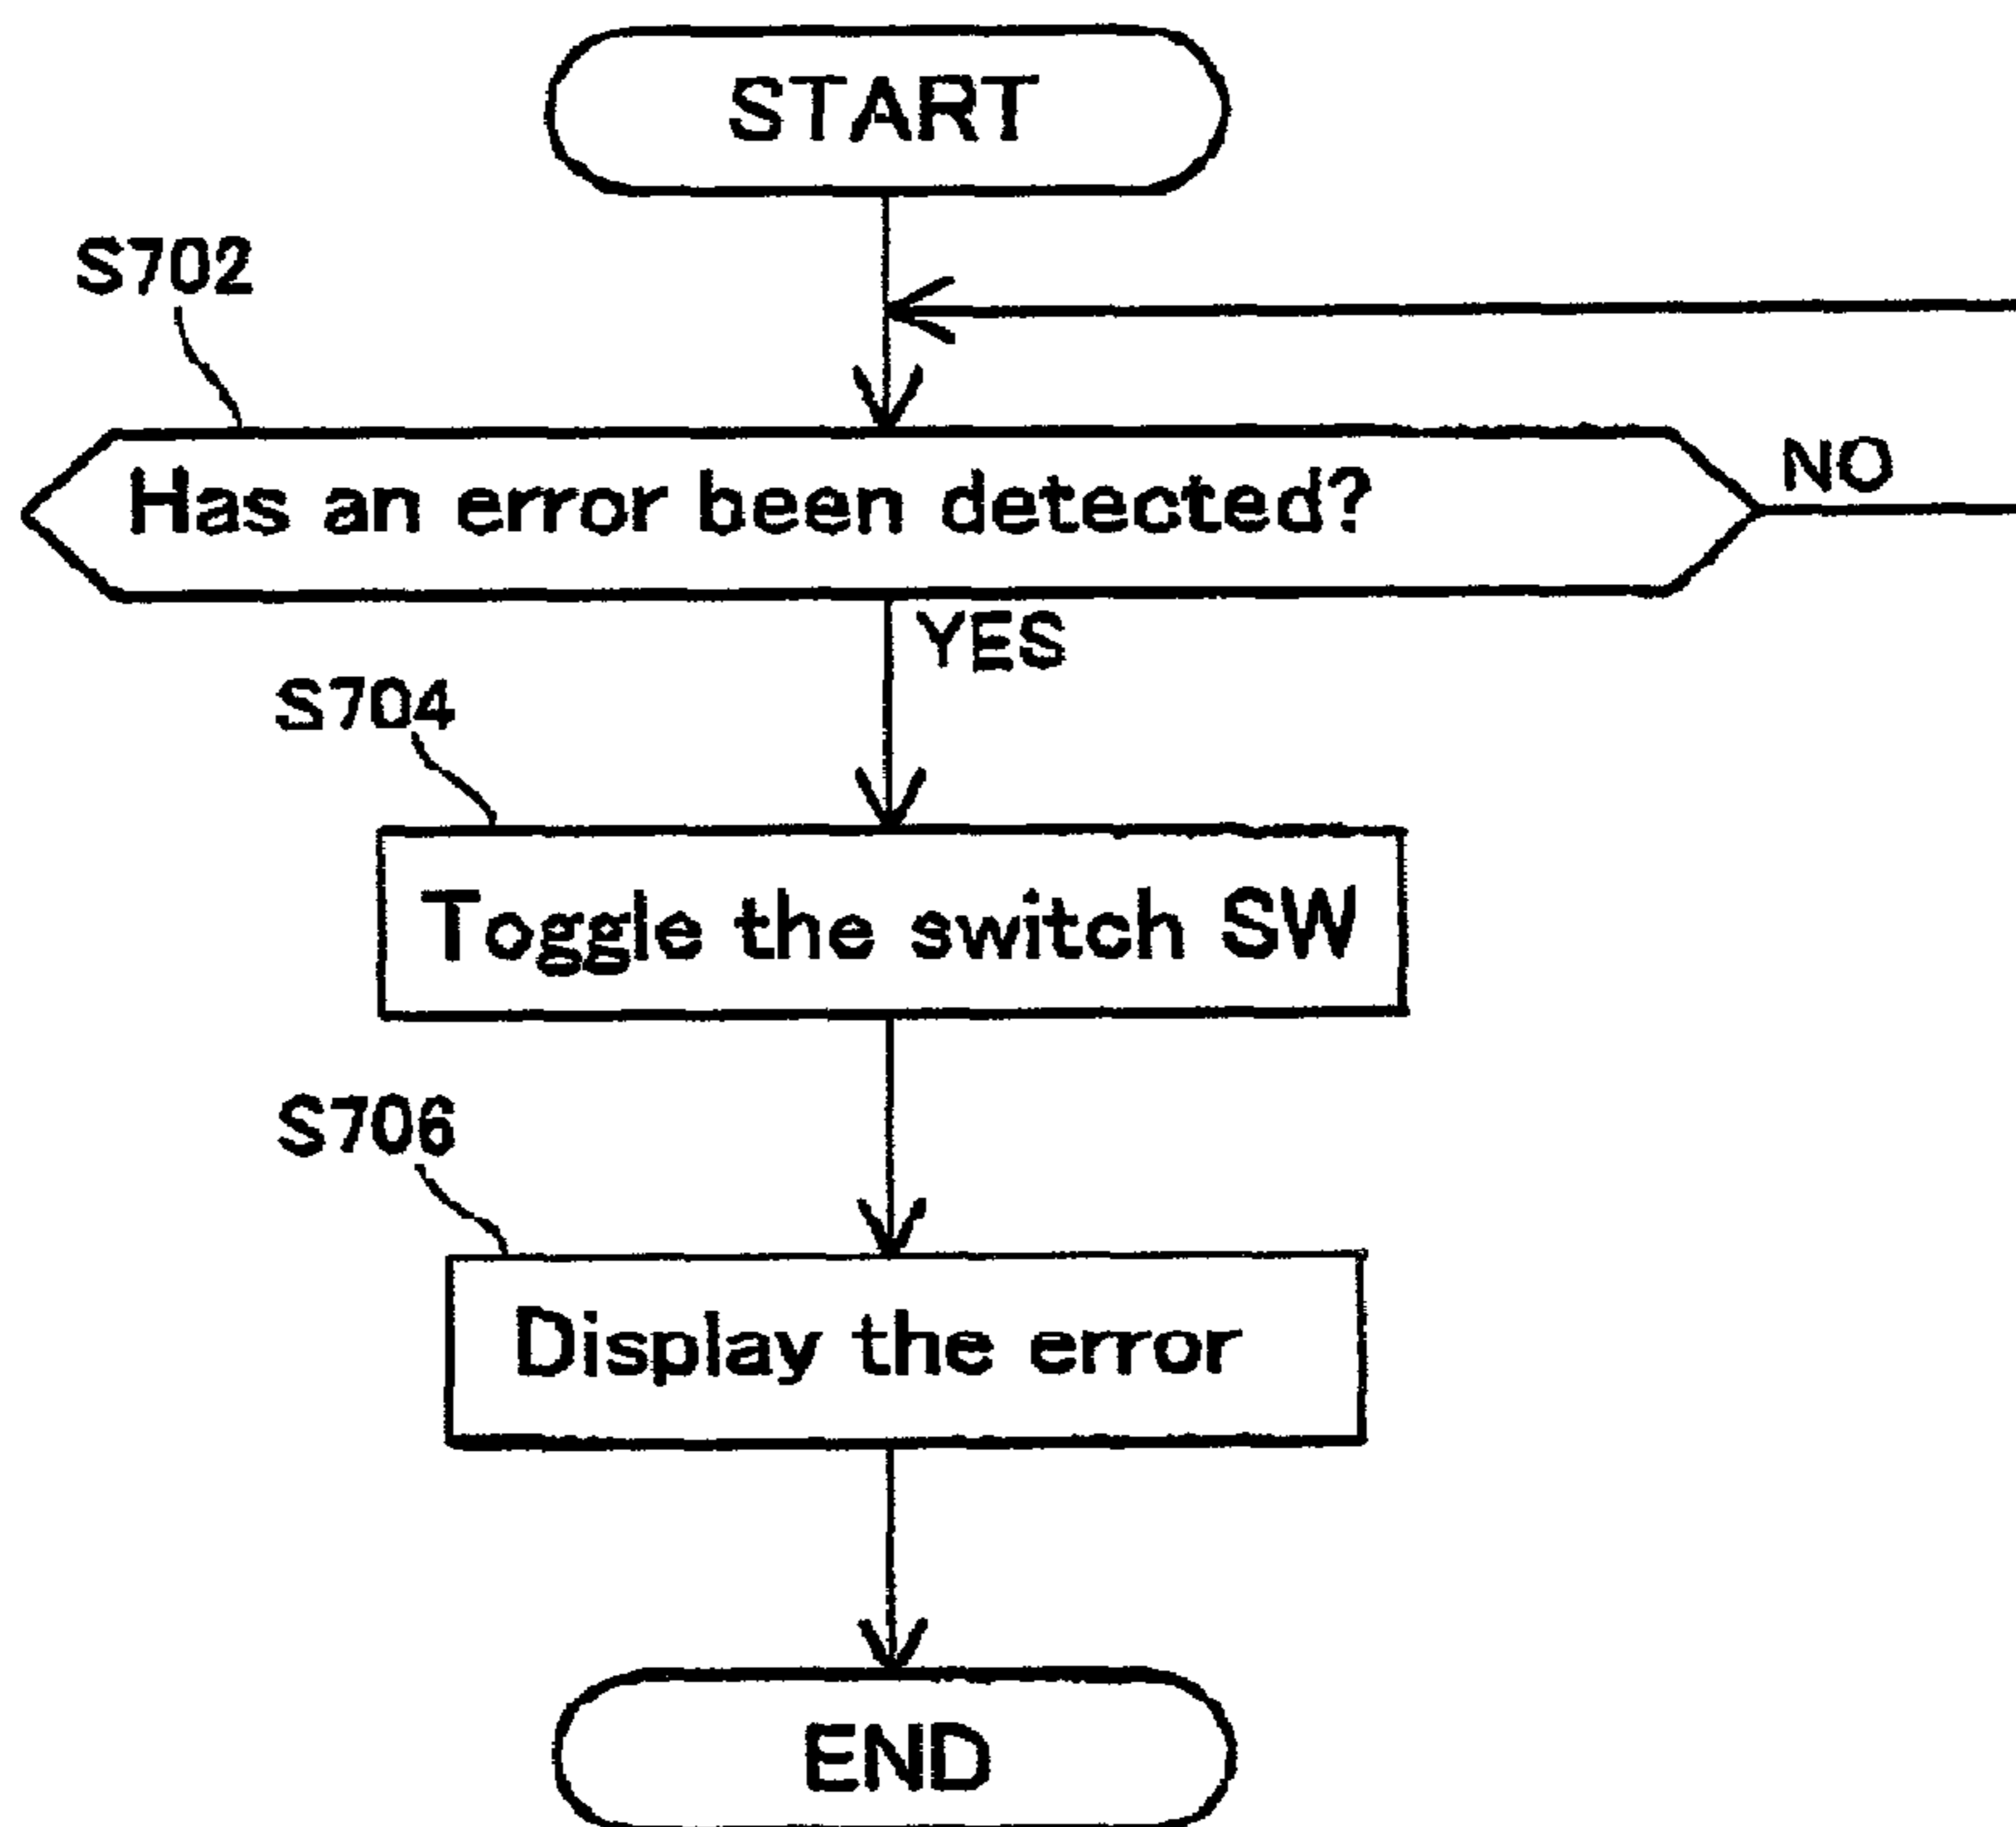 START
S702
Has an error been detected?
NO
YES
S704
Toggle the switch SW
S706
Display the error
END